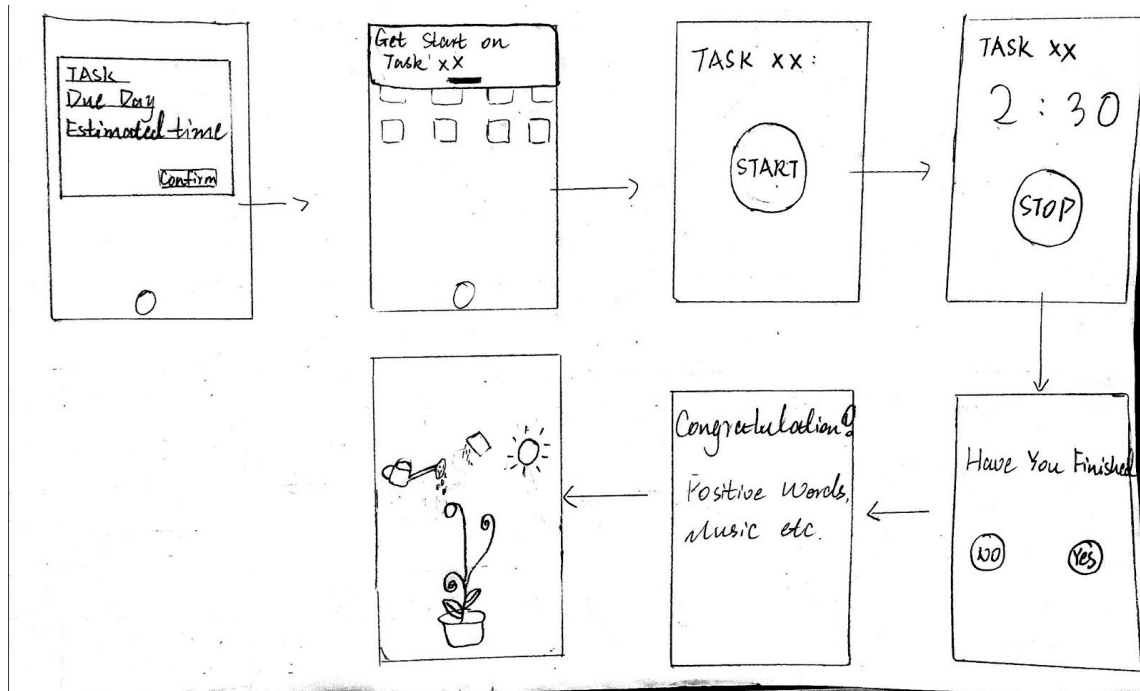 TASK
Due Day
Estimated time
Confirm
Get Start on
Task xx
TASK xx:
START
TASK xx
2:30
STOP
Have You Finished
NO
Yes
Congratulation!
Positive Words,
Music etc.